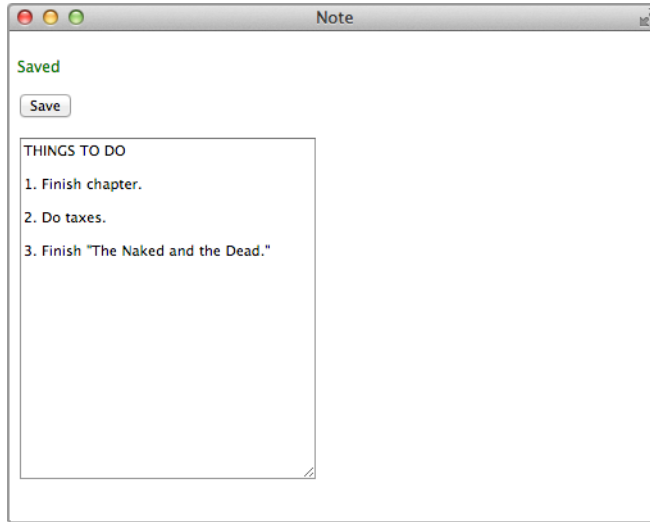 Note
Saved
Save
THINGS TO DO
1. Finish chapter.
2. Do taxes.
3. Finish "The Naked and the Dead."